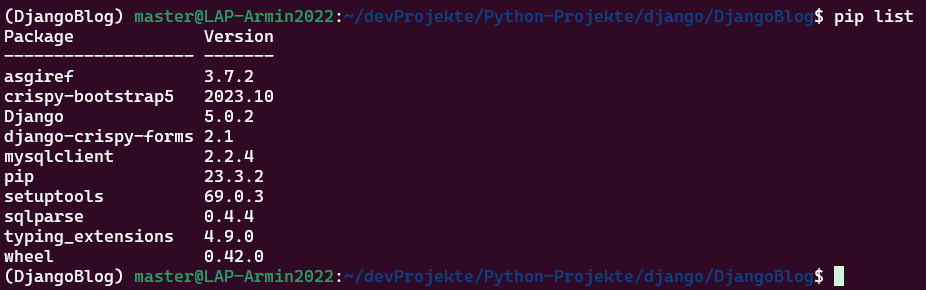 (DjangoBlog) master@LAP-Armin2022:~/devProjekte/Python-Projekte/django/DjangoBlog$ pip list
Package             Version
------------------- -------
asgiref             3.7.2
crispy-bootstrap5   2023.10
Django              5.0.2
django-crispy-forms 2.1
mysqlclient         2.2.4
pip                 23.3.2
setuptools          69.0.3
sqlparse            0.4.4
typing_extensions   4.9.0
wheel               0.42.0
(DjangoBlog) master@LAP-Armin2022:~/devProjekte/Python-Projekte/django/DjangoBlog$